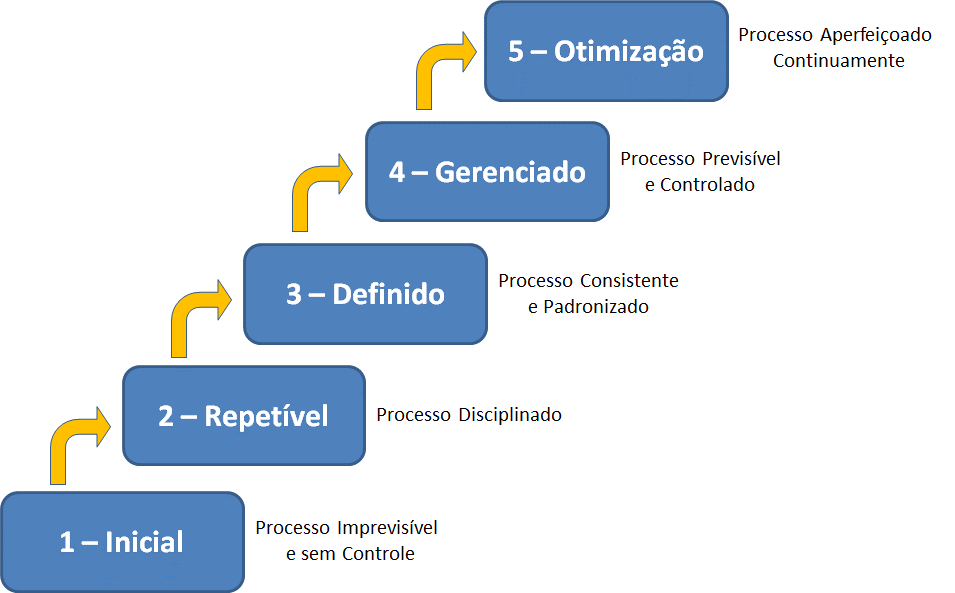 5 – Otimização
Processo Aperfeiçoado
Continuamente
4 – Gerenciado
Processo Previsível
e Controlado
3 – Definido
Processo Consistente
e Padronizado
2 – Repetível
Processo Disciplinado
1 – Inicial
Processo Imprevisível
e sem Controle